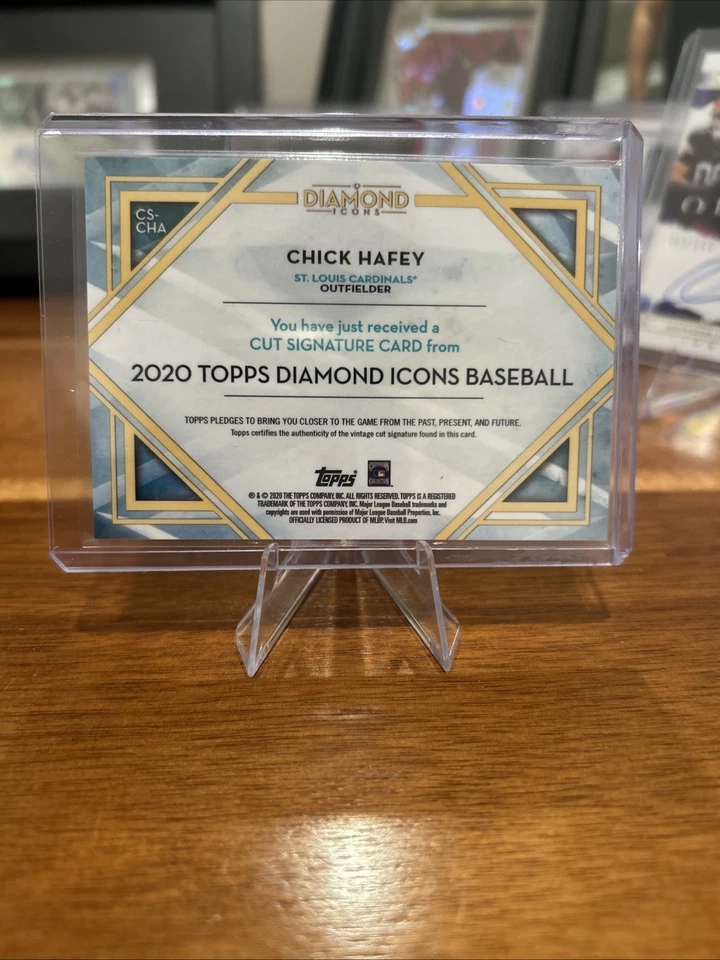 CS-
CHA
DIAMOND
ICONS
CHICK HAFEY
ST. LOUIS CARDINALS®
OUTFIELDER
You have just received a
CUT SIGNATURE CARD from
2020 TOPPS DIAMOND ICONS BASEBALL
TOPPS PLEDGES TO BRING YOU CLOSER TO THE GAME FROM THE PAST, PRESENT, AND FUTURE.
Topps certifies the authenticity of the vintage cut signature found in this card.
topps®
® & © 2020 THE TOPPS COMPANY, INC. ALL RIGHTS RESERVED. TOPPS IS A REGISTERED
TRADEMARK OF THE TOPPS COMPANY, INC. Major League Baseball trademarks and
copyrights are used with permission of Major League Baseball Properties, Inc.
OFFICIALLY LICENSED PRODUCT OF MLBP. Visit MLB.com